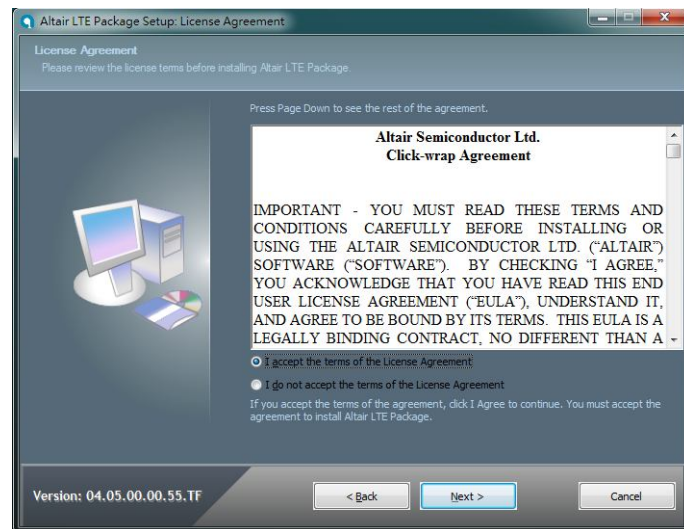 Altair LTE Package Setup: License Agreement
License Agreement
Please review the license terms before installing Altair LTE Package.
Press Page Down to see the rest of the agreement.
Altair Semiconductor Ltd.
Click-wrap Agreement
IMPORTANT - YOU MUST READ THESE TERMS AND
CONDITIONS CAREFULLY BEFORE INSTALLING OR
USING THE ALTAIR SEMICONDUCTOR LTD. (“ALTAIR”)
SOFTWARE (“SOFTWARE”). BY CHECKING “I AGREE,”
YOU ACKNOWLEDGE THAT YOU HAVE READ THIS END
USER LICENSE AGREEMENT (“EULA”), UNDERSTAND IT,
AND AGREE TO BE BOUND BY ITS TERMS. THIS EULA IS A
LEGALLY BINDING CONTRACT, NO DIFFERENT THAN A
I accept the terms of the License Agreement
I do not accept the terms of the License Agreement
If you accept the terms of the agreement, click I Agree to continue. You must accept the
agreement to install Altair LTE Package.
Version: 04.05.00.00.55.TF
< Back
Next >
Cancel